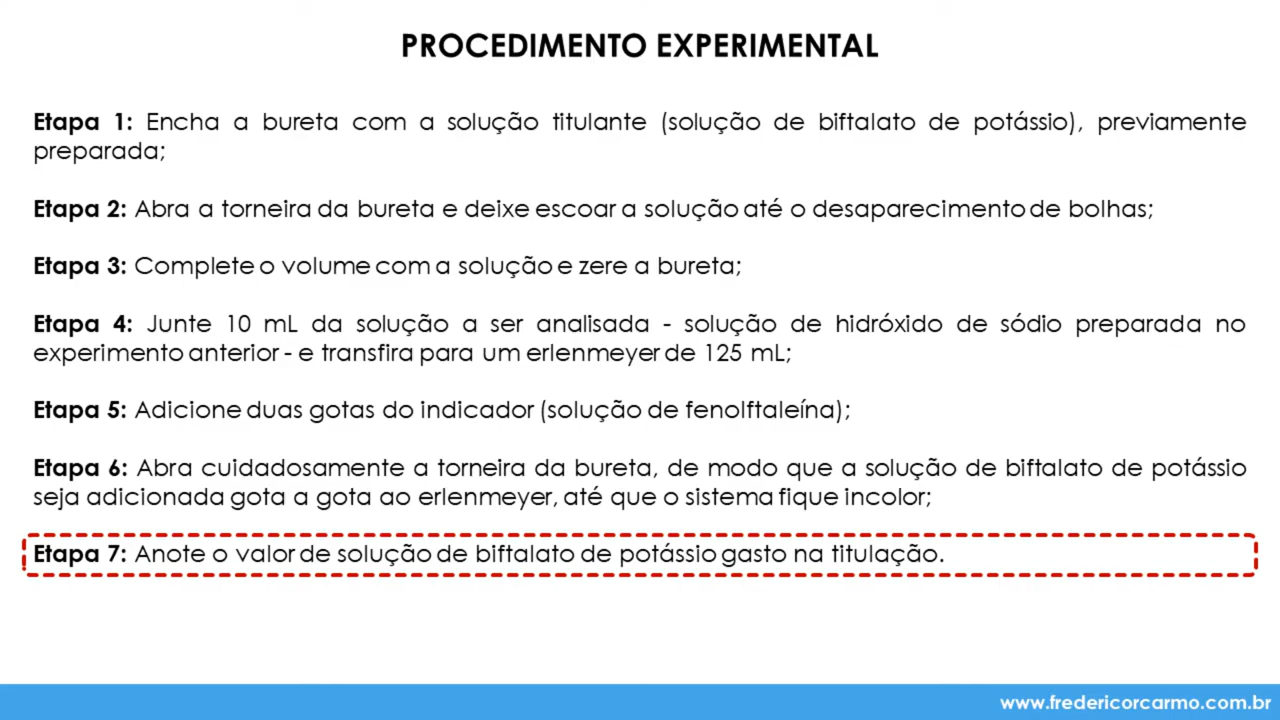 PROCEDIMENTO EXPERIMENTAL
Etapa 1: Encha a bureta com a solução titulante (solução de biftalato de potássio), previamente
preparada;
Etapa 2: Abra a torneira da bureta e deixe escoar a solução até o desaparecimento de bolhas;
Etapa 3: Complete o volume com a solução e zere a bureta;
Etapa 4: Junte 10 mL da solução a ser analisada - solução de hidróxido de sódio preparada no
experimento anterior - e transfira para um erlenmeyer de 125 mL;
Etapa 5: Adicione duas gotas do indicador (solução de fenolftaleína);
Etapa 6: Abra cuidadosamente a torneira da bureta, de modo que a solução de biftalato de potássio
seja adicionada gota a gota ao erlenmeyer, até que o sistema fique incolor;
Etapa 7: Anote o valor de solução de biftalato de potássio gasto na titulação.
www.fredericorcarmo.com.br